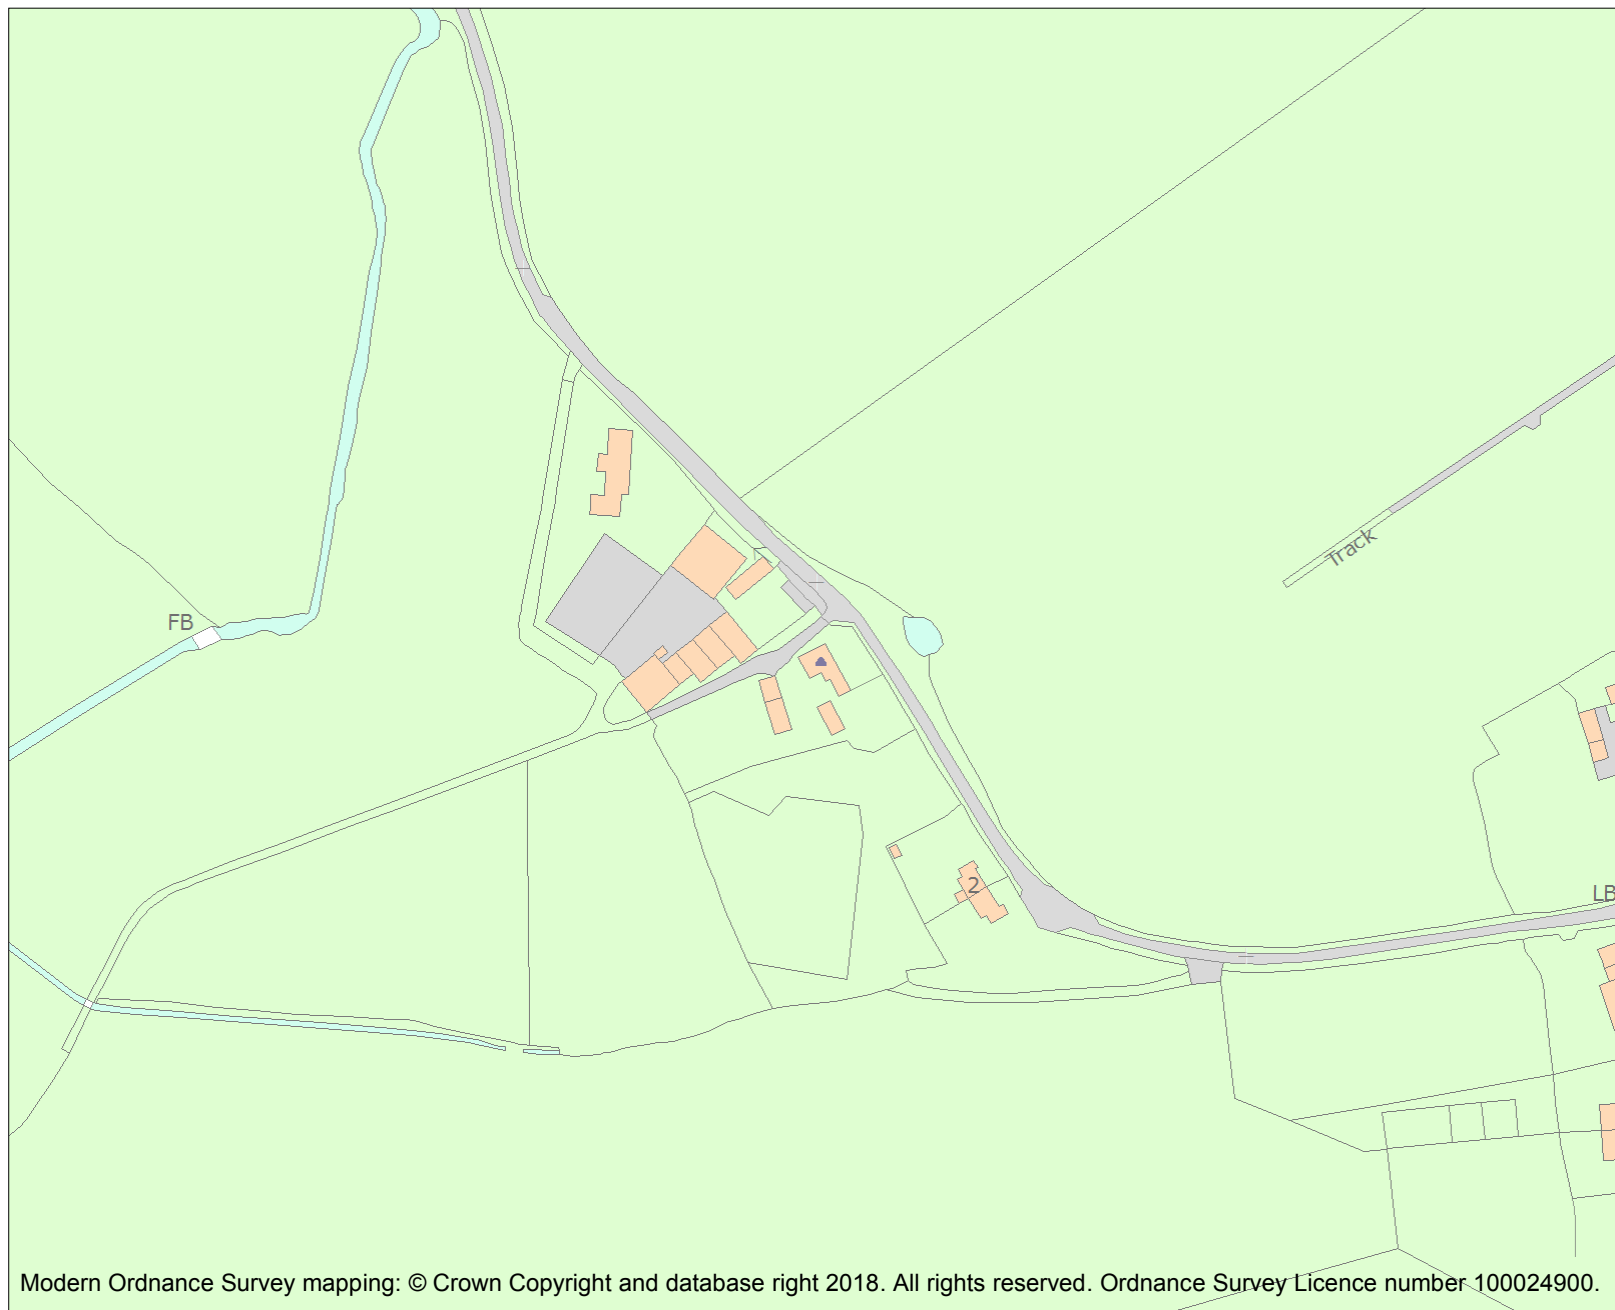 Track
FB
2
LB
Modern Ordnance Survey mapping: © Crown Copyright and database right 2018. All rights reserved. Ordnance Survey Licence number 100024900.